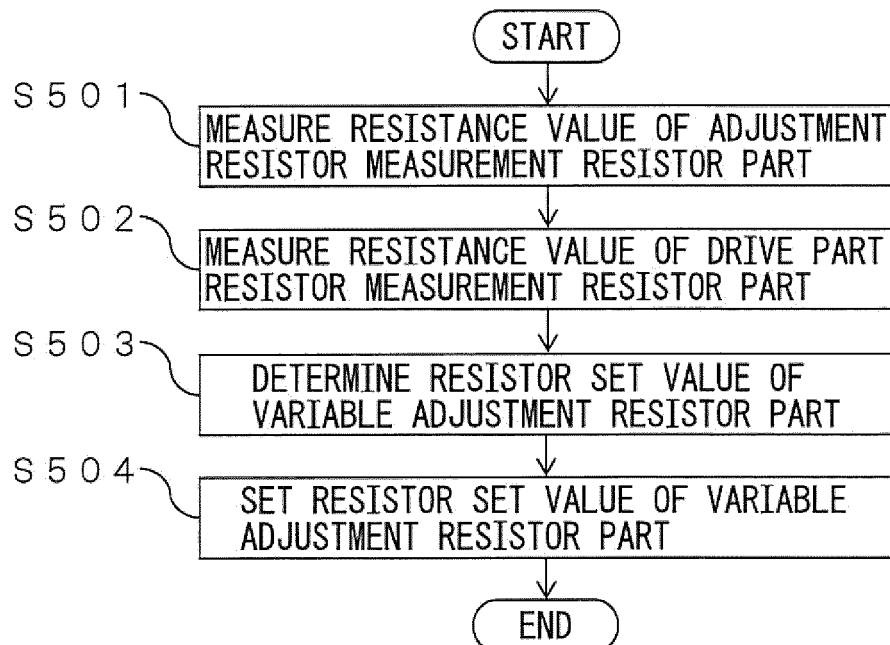 START
S501
MEASURE RESISTANCE VALUE OF ADJUSTMENT
RESISTOR MEASUREMENT RESISTOR PART
S502
MEASURE RESISTANCE VALUE OF DRIVE PART
RESISTOR MEASUREMENT RESISTOR PART
S503
DETERMINE RESISTOR SET VALUE OF
VARIABLE ADJUSTMENT RESISTOR PART
S504
SET RESISTOR SET VALUE OF VARIABLE
ADJUSTMENT RESISTOR PART
END